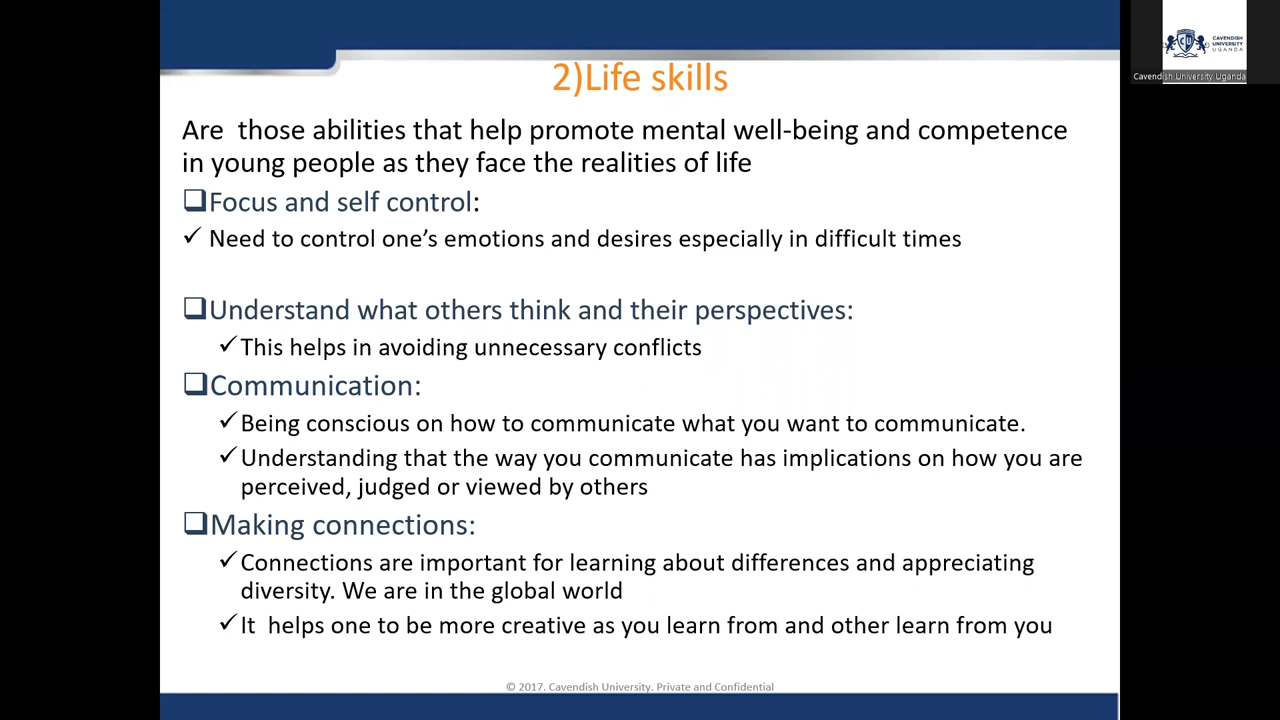 CAVENDISH
UNIVERSITY
UGANDA
CU
Cavendish University Uganda
2)Life skills
Are those abilities that help promote mental well-being and competence
in young people as they face the realities of life
❑Focus and self control:
✓ Need to control one’s emotions and desires especially in difficult times
❑Understand what others think and their perspectives:
✓This helps in avoiding unnecessary conflicts
❑Communication:
✓Being conscious on how to communicate what you want to communicate.
✓Understanding that the way you communicate has implications on how you are
perceived, judged or viewed by others
❑Making connections:
✓Connections are important for learning about differences and appreciating
diversity. We are in the global world
✓It helps one to be more creative as you learn from and other learn from you
© 2017. Cavendish University. Private and Confidential